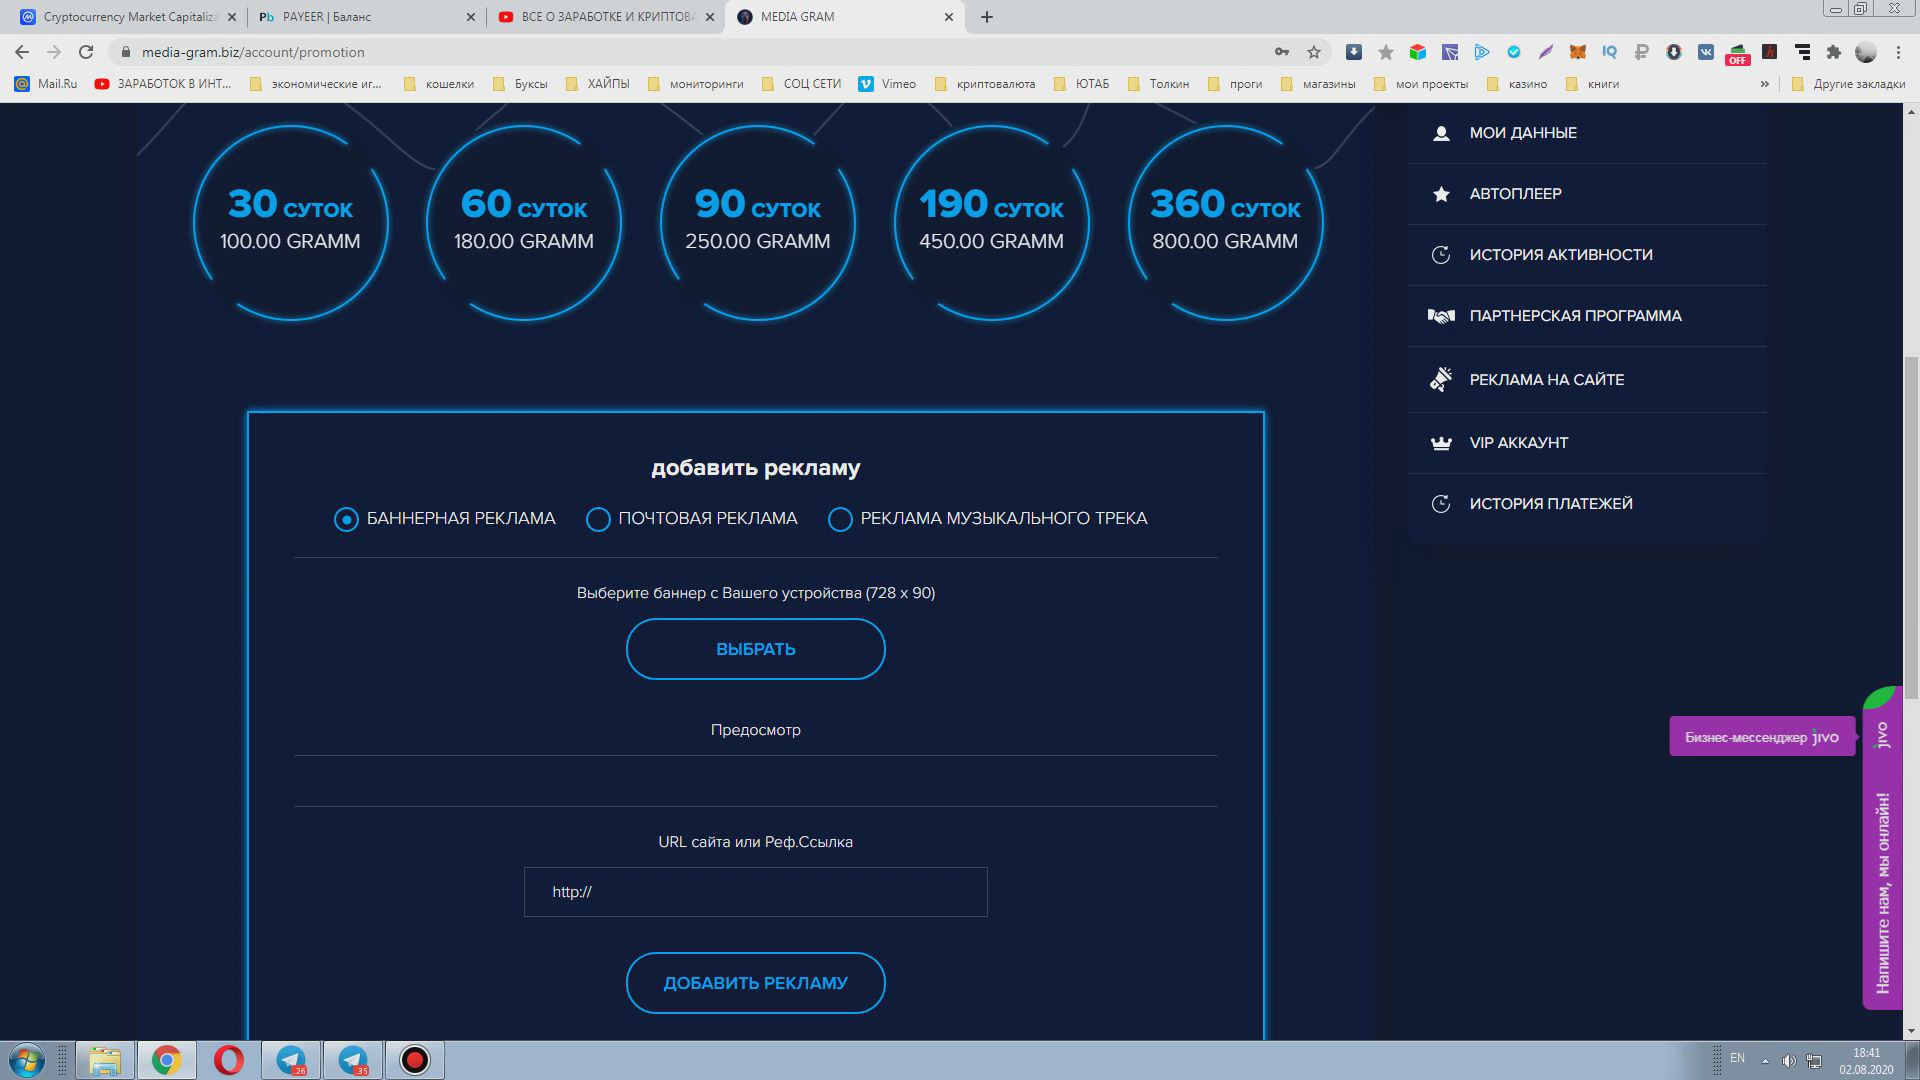 Cryptocurrency Market Capitaliza
PAYEER | Баланс
ВСЕ О ЗАРАБОТКЕ И КРИПТОВА
MEDIA GRAM
media-gram.biz/account/promotion
OFF
Mail.Ru
ЗАРАБОТОК В ИНТ...
экономические иг...
кошелки
Буксы
ХАЙПЫ
мониторинги
СОЦ СЕТИ
Vimeo
криптовалюта
ЮТАБ
Толкин
проги
магазины
мои проекты
казино
книги
»
Другие закладки
30 СУТОК
100.00 GRAMM
60 СУТОК
180.00 GRAMM
90 СУТОК
250.00 GRAMM
190 СУТОК
450.00 GRAMM
360 СУТОК
800.00 GRAMM
МОИ ДАННЫЕ
АВТОПЛЕЕР
ИСТОРИЯ АКТИВНОСТИ
ПАРТНЕРСКАЯ ПРОГРАММА
РЕКЛАМА НА САЙТЕ
VIP АККАУНТ
ИСТОРИЯ ПЛАТЕЖЕЙ
добавить рекламу
БАННЕРНАЯ РЕКЛАМА
ПОЧТОВАЯ РЕКЛАМА
РЕКЛАМА МУЗЫКАЛЬНОГО ТРЕКА
Выберите баннер с Вашего устройства (728 x 90)
ВЫБРАТЬ
Предосмотр
URL сайта или Реф.Ссылка
http://
ДОБАВИТЬ РЕКЛАМУ
Бизнес-мессенджер jivo
jivo
Напишите нам, мы онлайн!
.26
.35
EN
18:41
02.08.2020